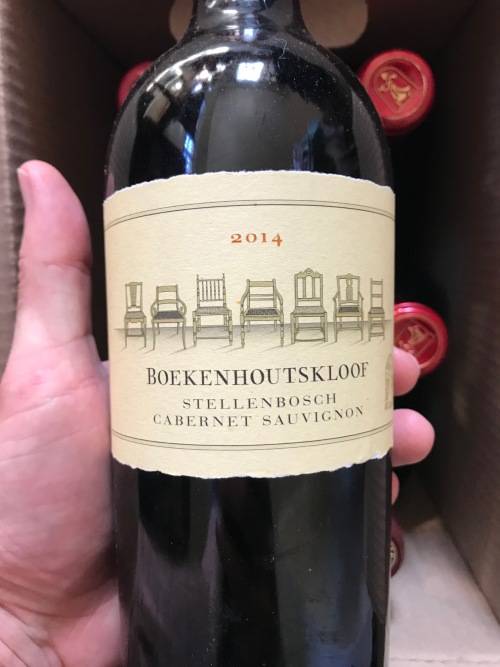 2014
BOEKENHOUTSKLOOF
STELLENBOSCH
CABERNET SAUVIGNON